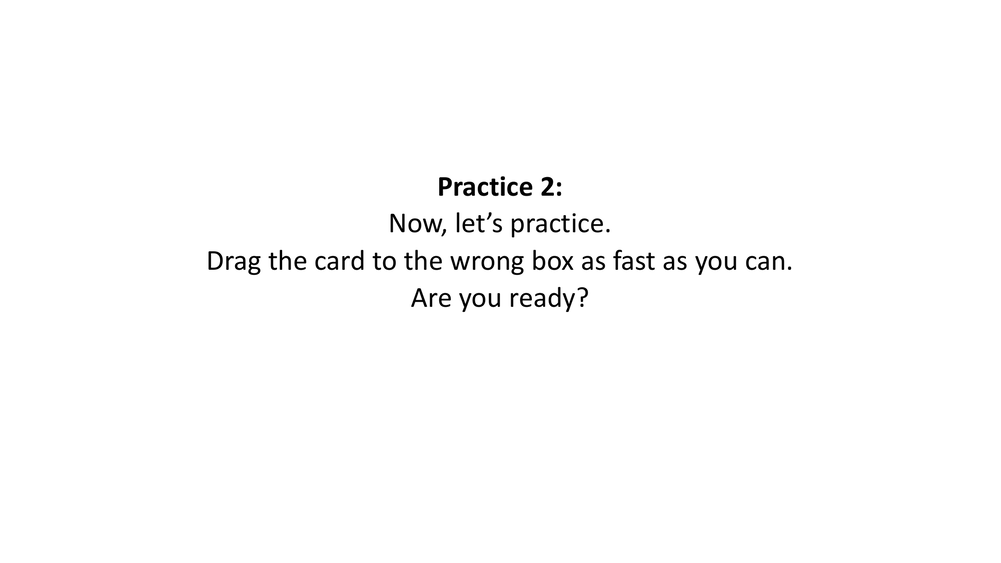 Practice 2:
Now, let’s practice.
Drag the card to the wrong box as fast as you can.
Are you ready?